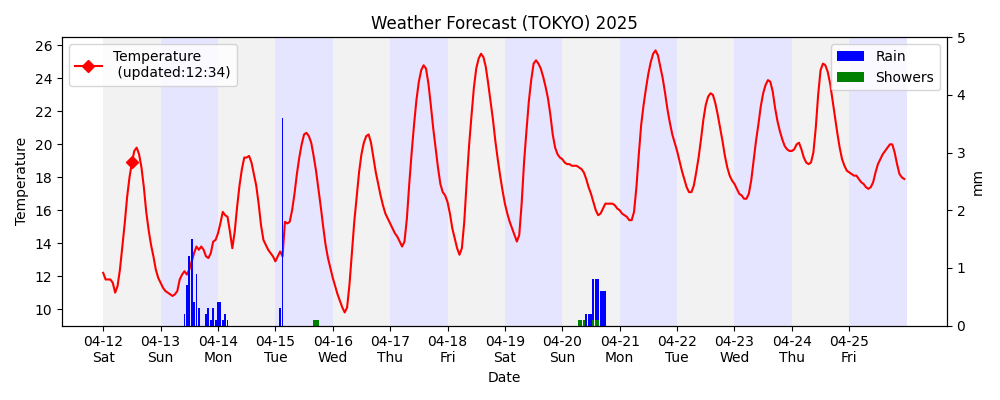 Weather Forecast (TOKYO) 2025
Temperature
(updated:12:34)
Rain
Showers
Temperature
26
24
22
20
18
16
14
12
10
5
4
3
2
1
0
mm
04-12 04-13 04-14 04-15 04-16 04-17 04-18 04-19 04-20 04-21 04-22 04-23 04-24 04-25
Sat Sun Mon Tue Wed Thu Fri Sat Sun Mon Tue Wed Thu Fri
Date